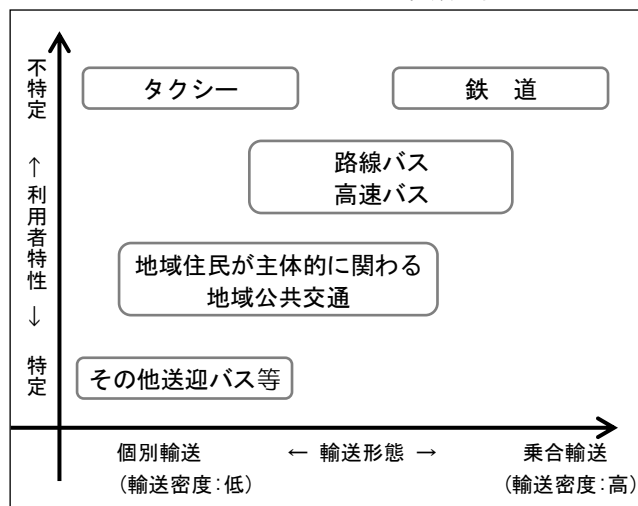 不特定
↑ 利用者特性 ↓
特定
タクシー
鉄 道
路線バス
高速バス
地域住民が主体的に関わる
地域公共交通
その他送迎バス等
個別輸送 ← 輸送形態 → 乗合輸送
(輸送密度:低) (輸送密度:高)